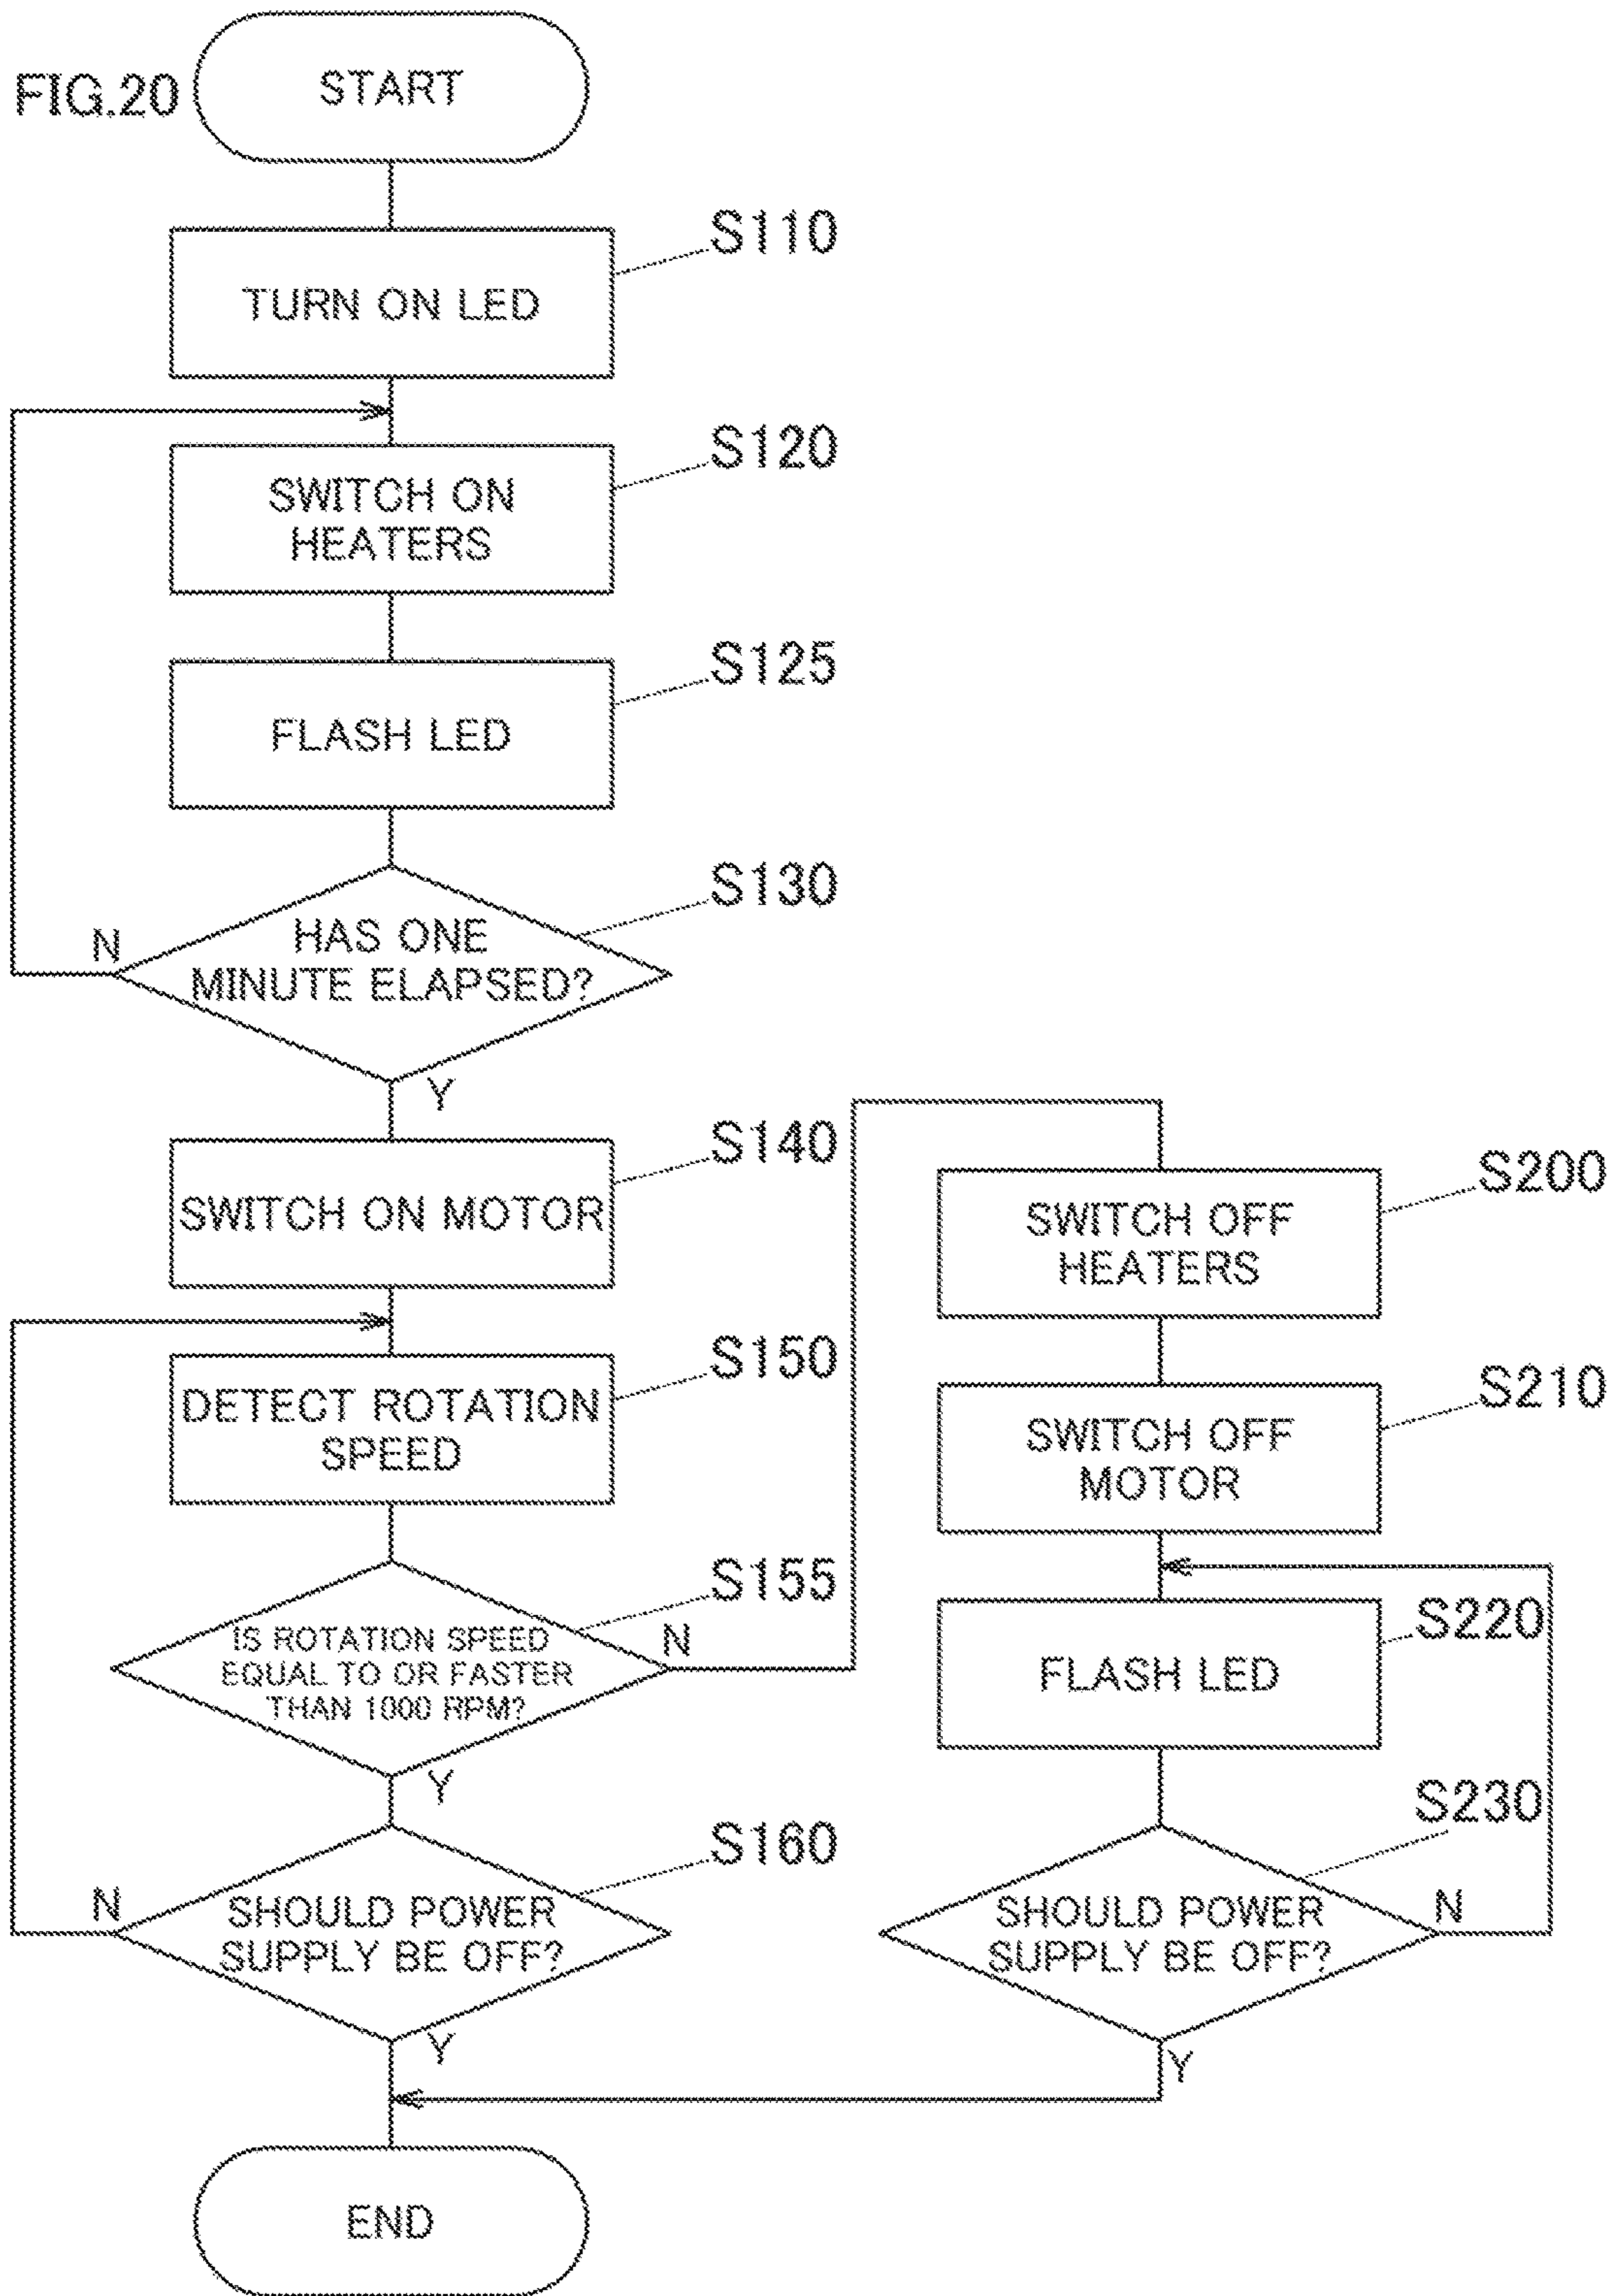 FIG.20
START
S110
TURN ON LED
S120
SWITCH ON
HEATERS
S125
FLASH LED
S130
HAS ONE
MINUTE ELAPSED?
N
Y
S140
SWITCH ON MOTOR
S150
DETECT ROTATION
SPEED
S155
IS ROTATION SPEED
EQUAL TO OR FASTER
THAN 1000 RPM?
N
Y
S160
SHOULD POWER
SUPPLY BE OFF?
N
Y
S200
SWITCH OFF
HEATERS
S210
SWITCH OFF
MOTOR
S220
FLASH LED
S230
SHOULD POWER
SUPPLY BE OFF?
N
Y
END